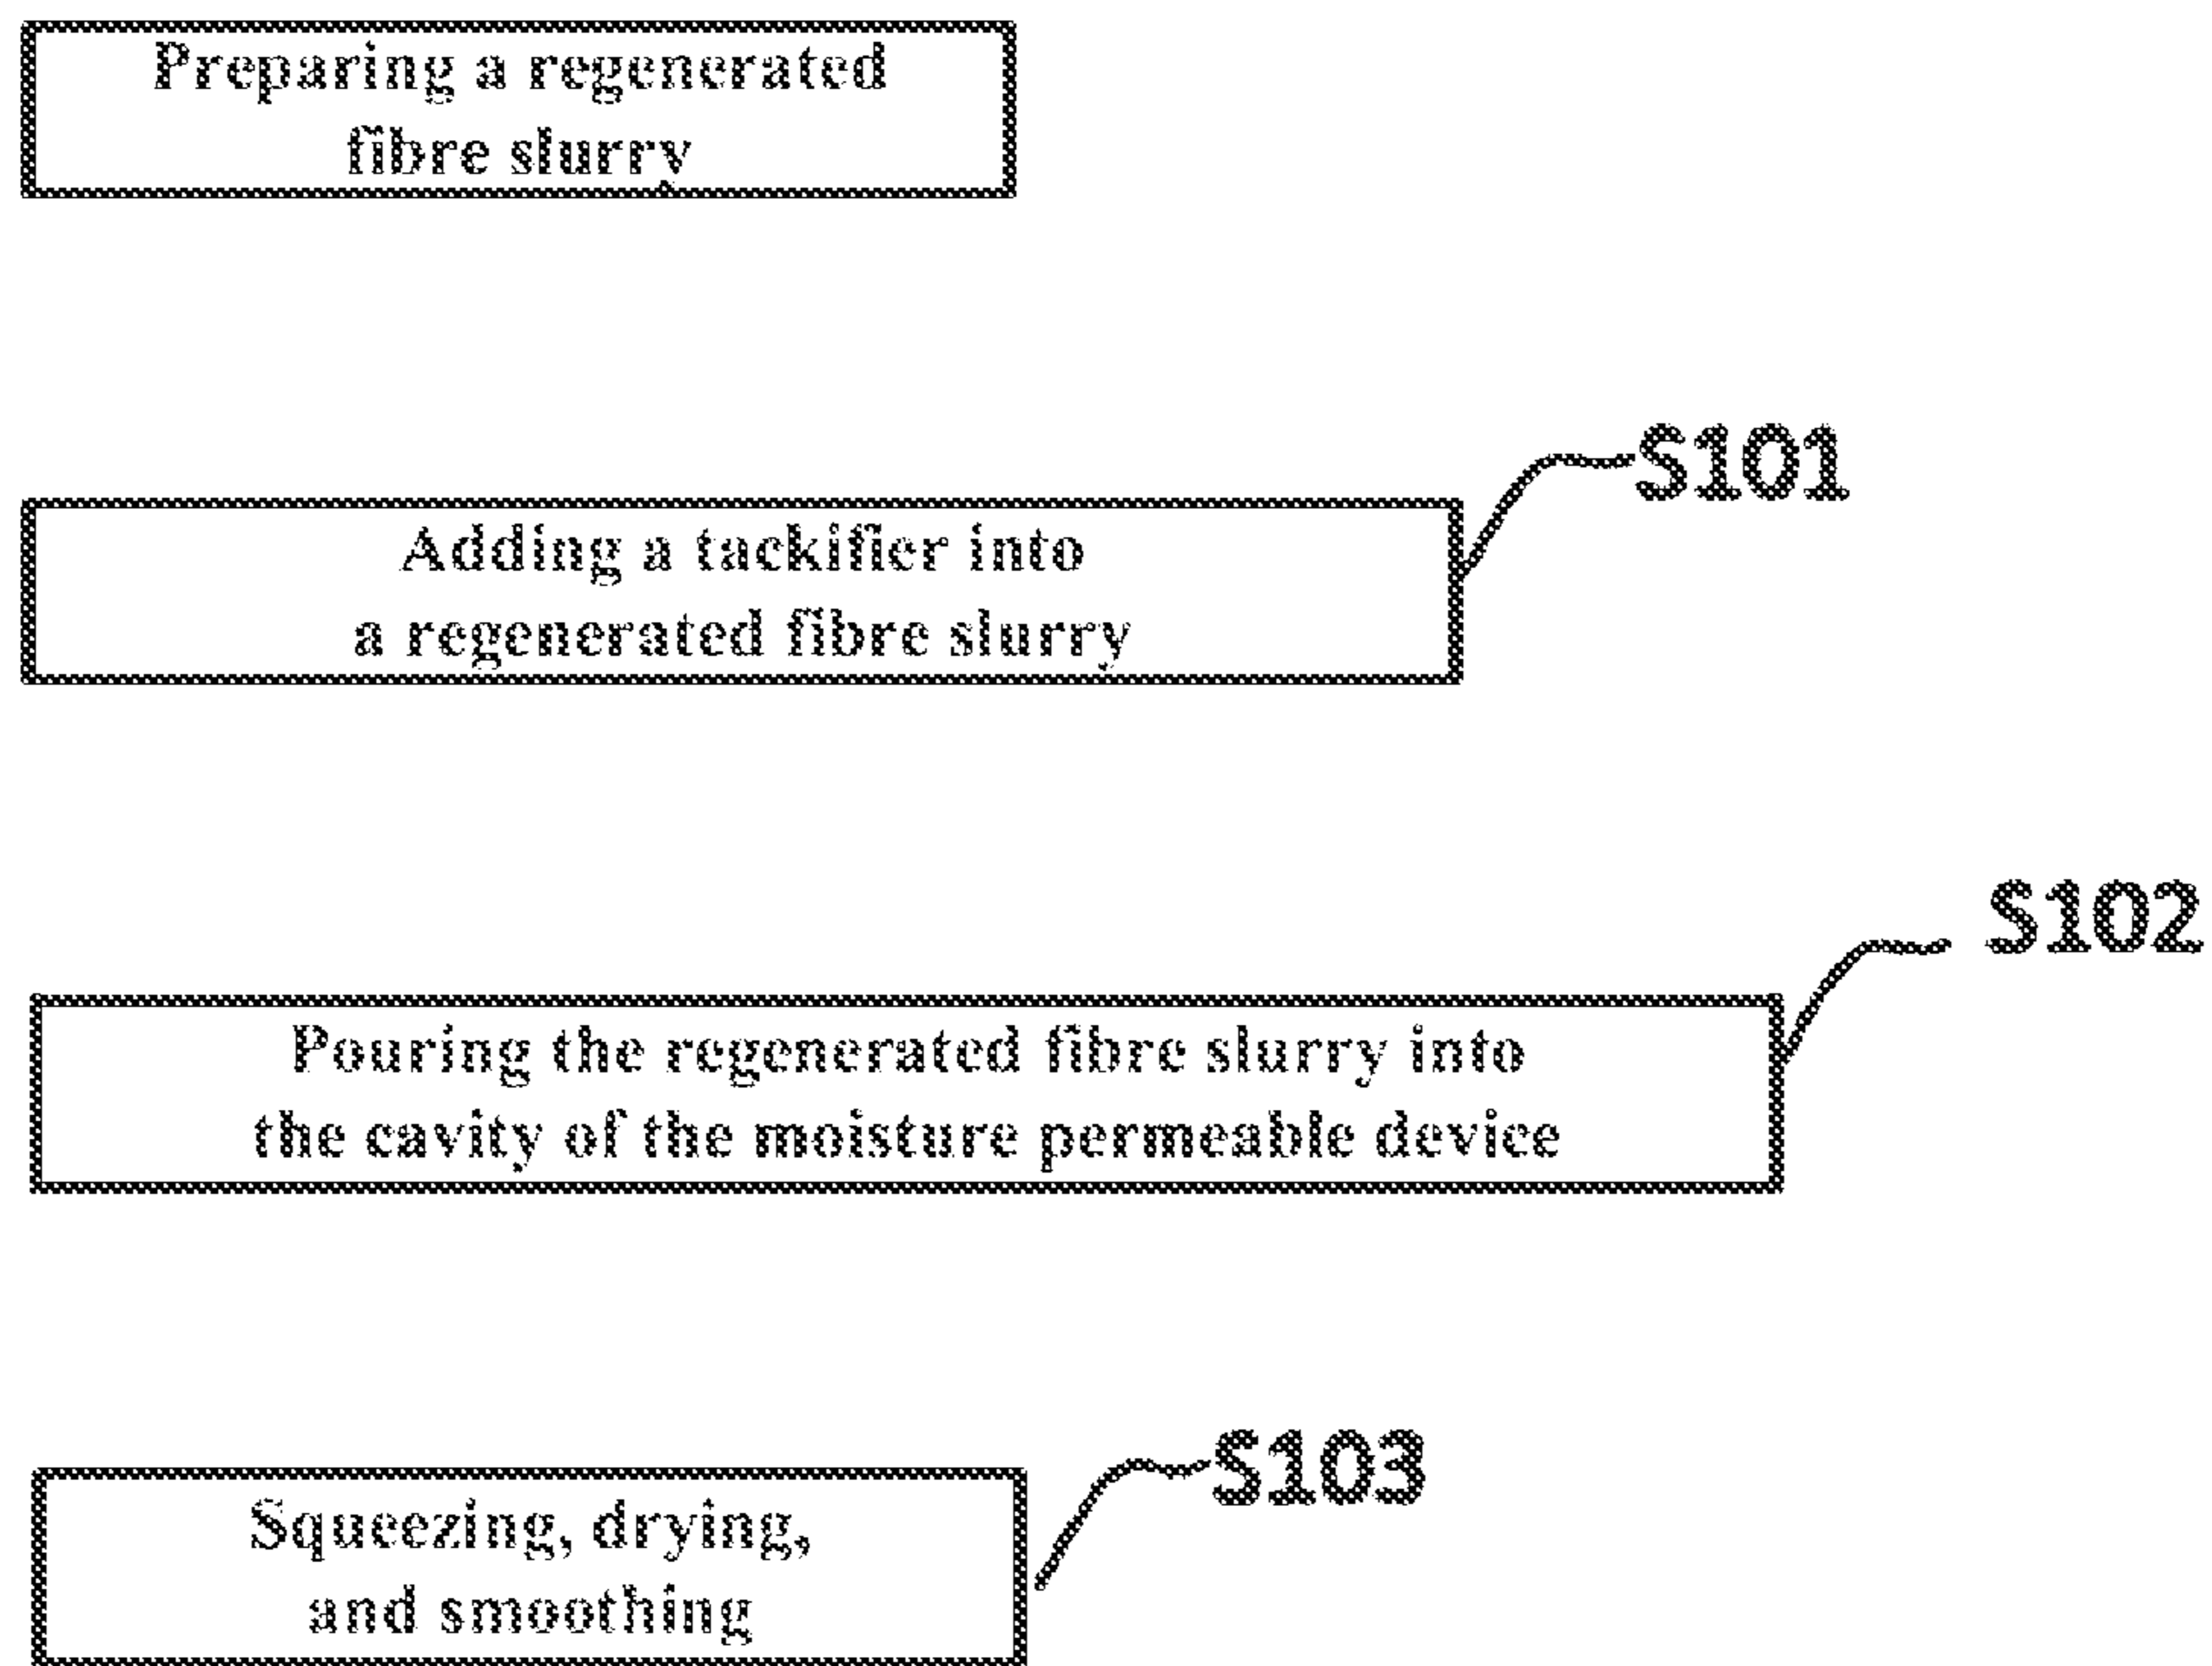 Preparing a regenerated
fibre slurry
S101
Adding a tackifier into
a regenerated fibre slurry
S102
Pouring the regenerated fibre slurry into
the cavity of the moisture permeable device
S103
Squeezing, drying,
and smoothing